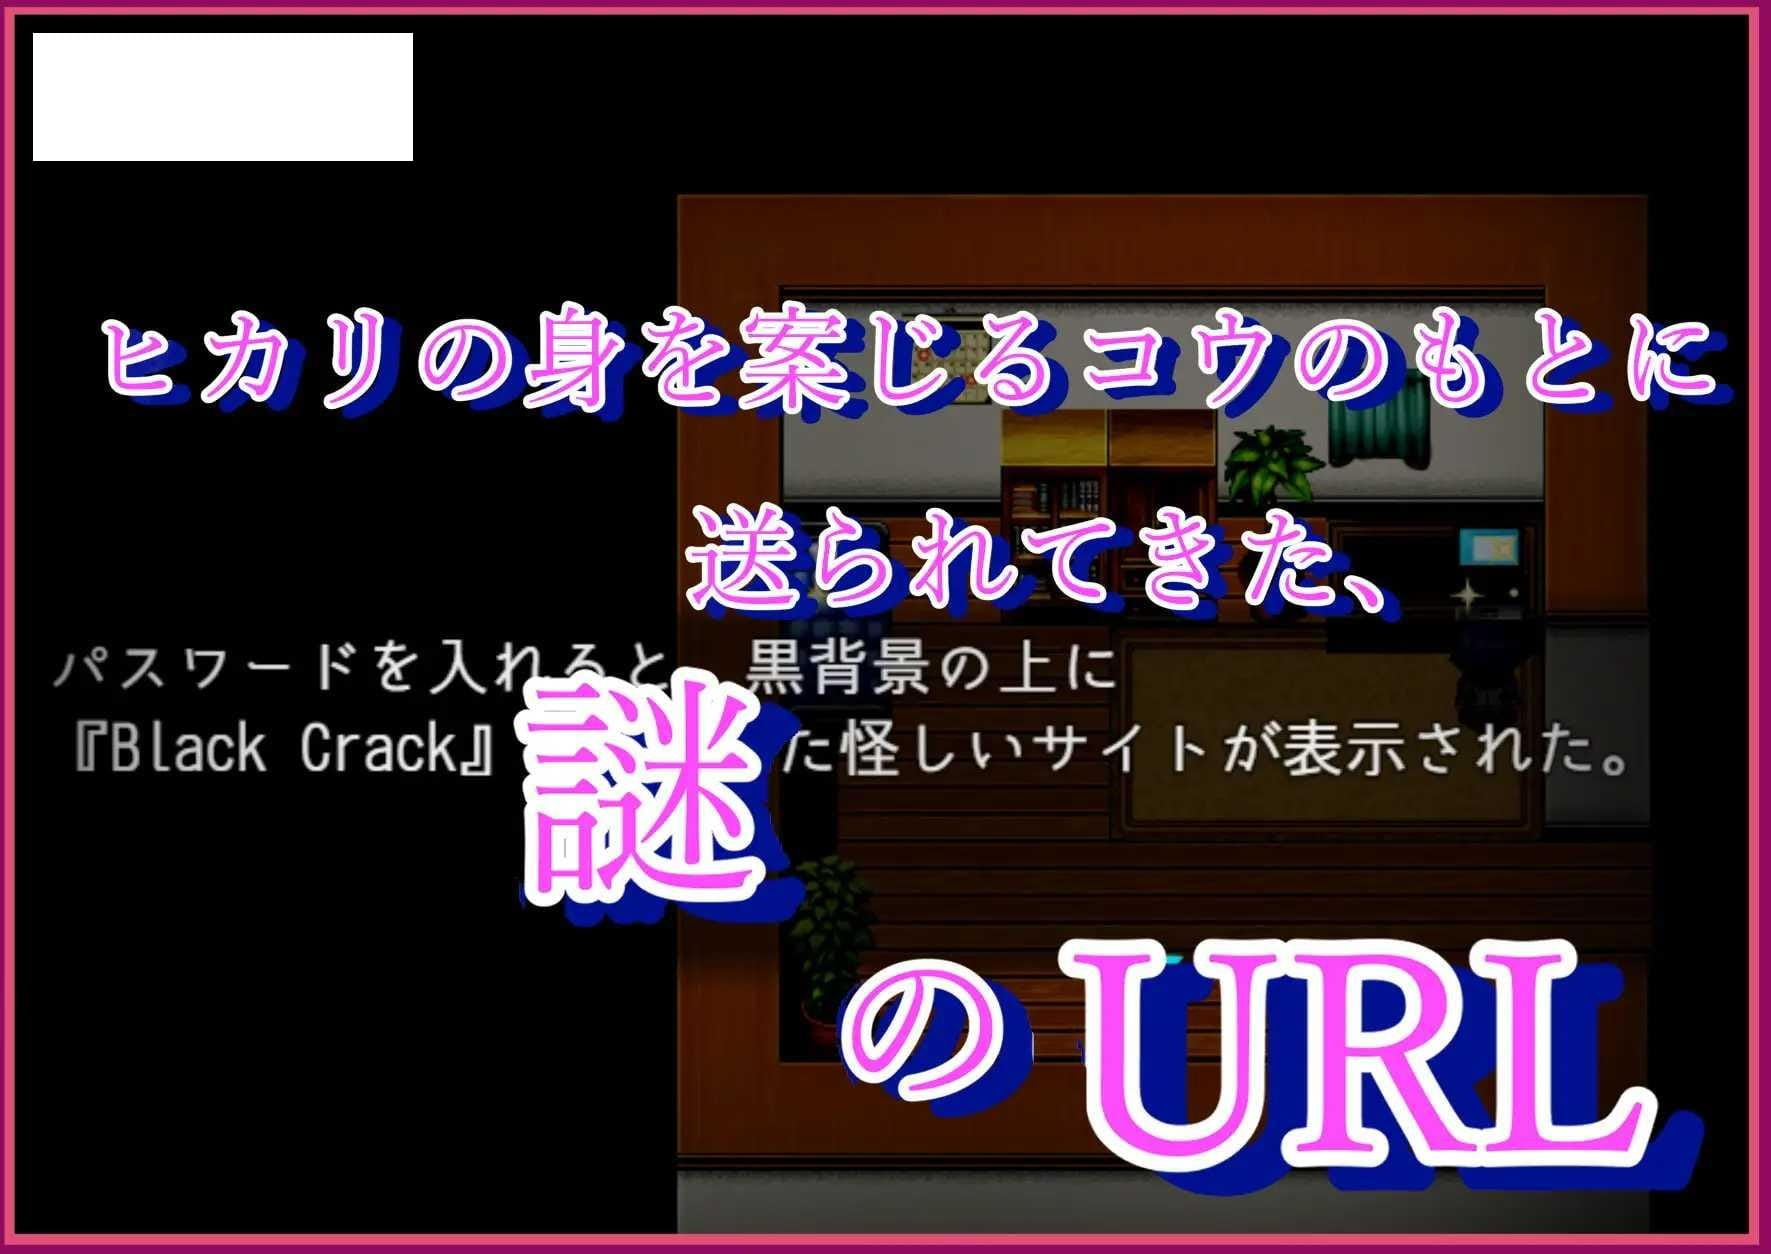 ヒカリの身を案じるコウのもとに
送られてきた、
パスワードを入れると、黒背景の上に
『Black Crack』 た怪しいサイトが表示された。
謎
のURL